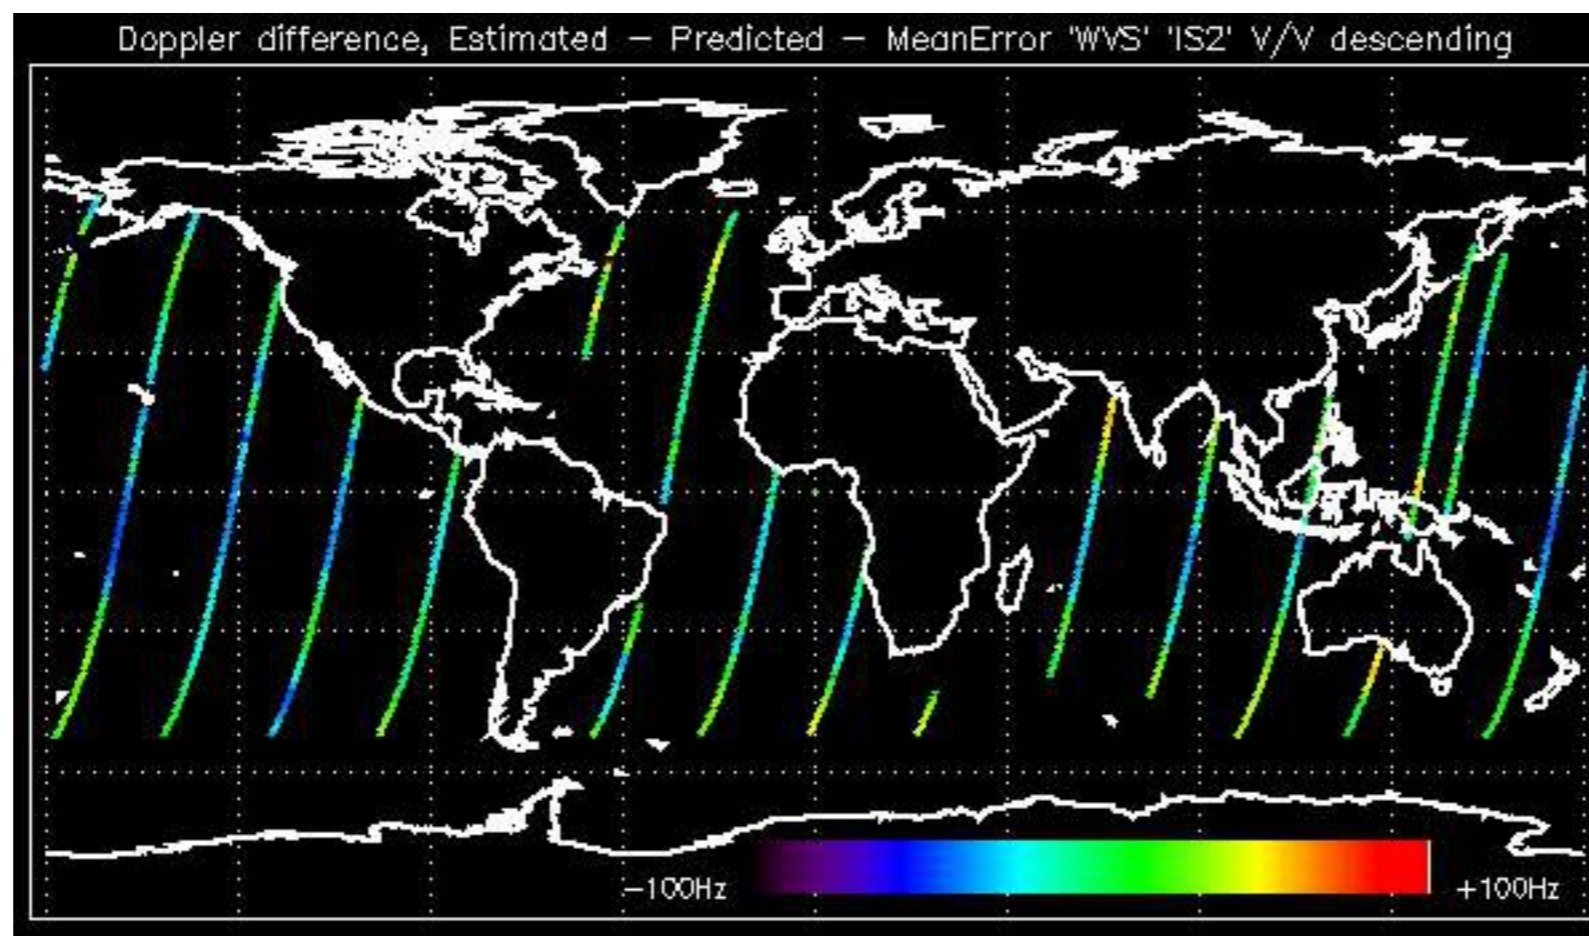 Doppler difference, Estimated – Predicted – MeanError 'WVS' 'IS2' V/V descending
–100Hz +100Hz